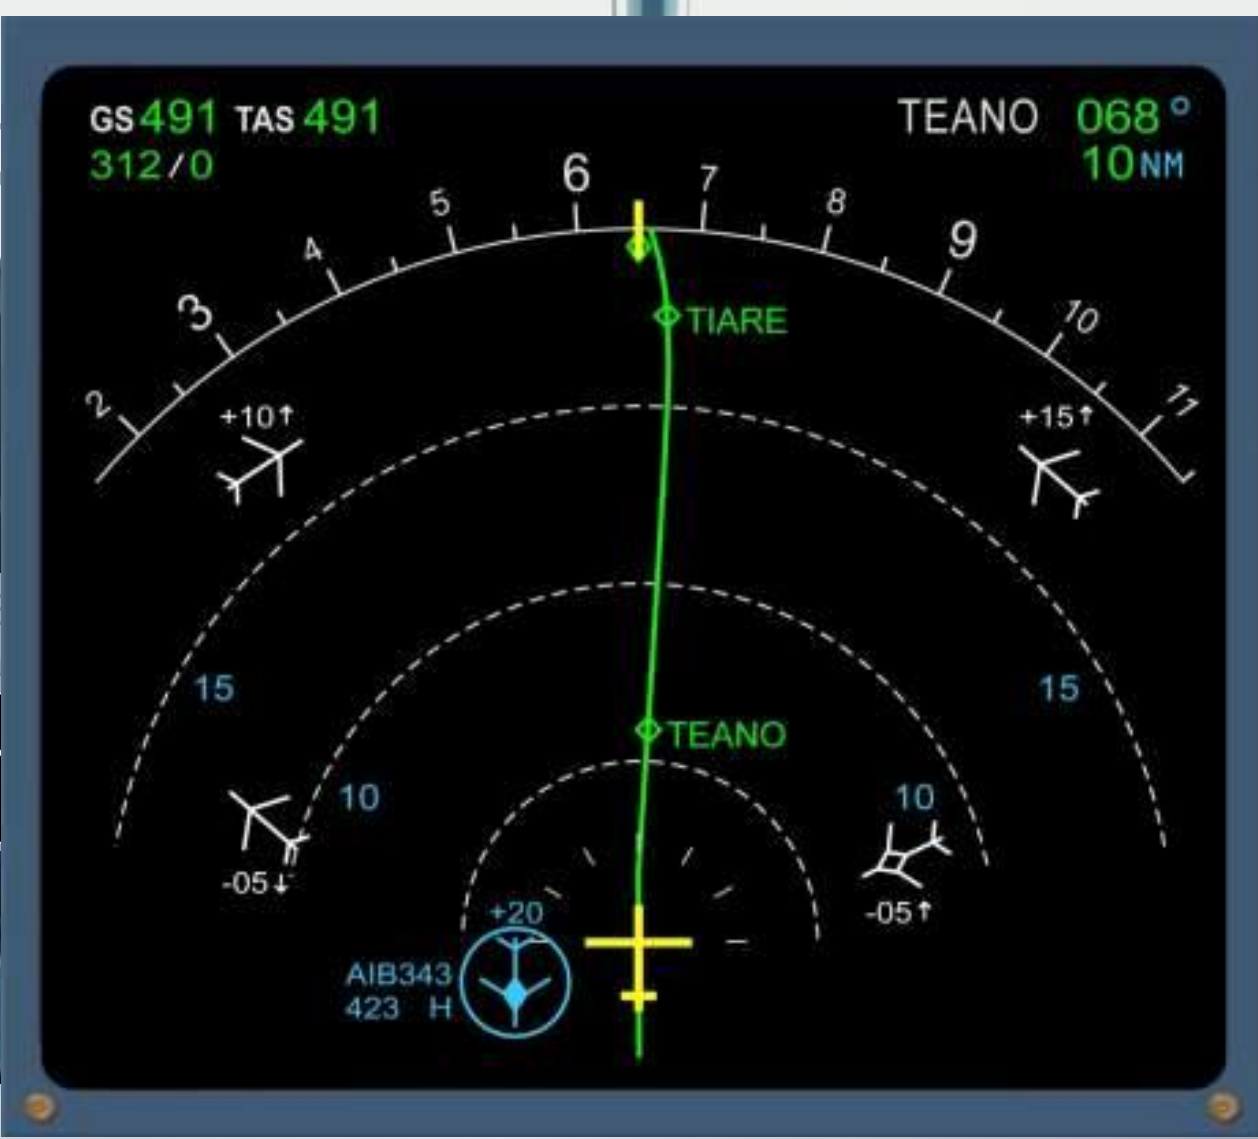 GS 491 TAS 491
312/0
TEANO 068°
10 NM
2 3 4 5 6 7 8 9 10 11
+10↑
+15↑
TIARE
15 15
TEANO
10 10
-05↓
-05↑
+20
AIB343
423 H